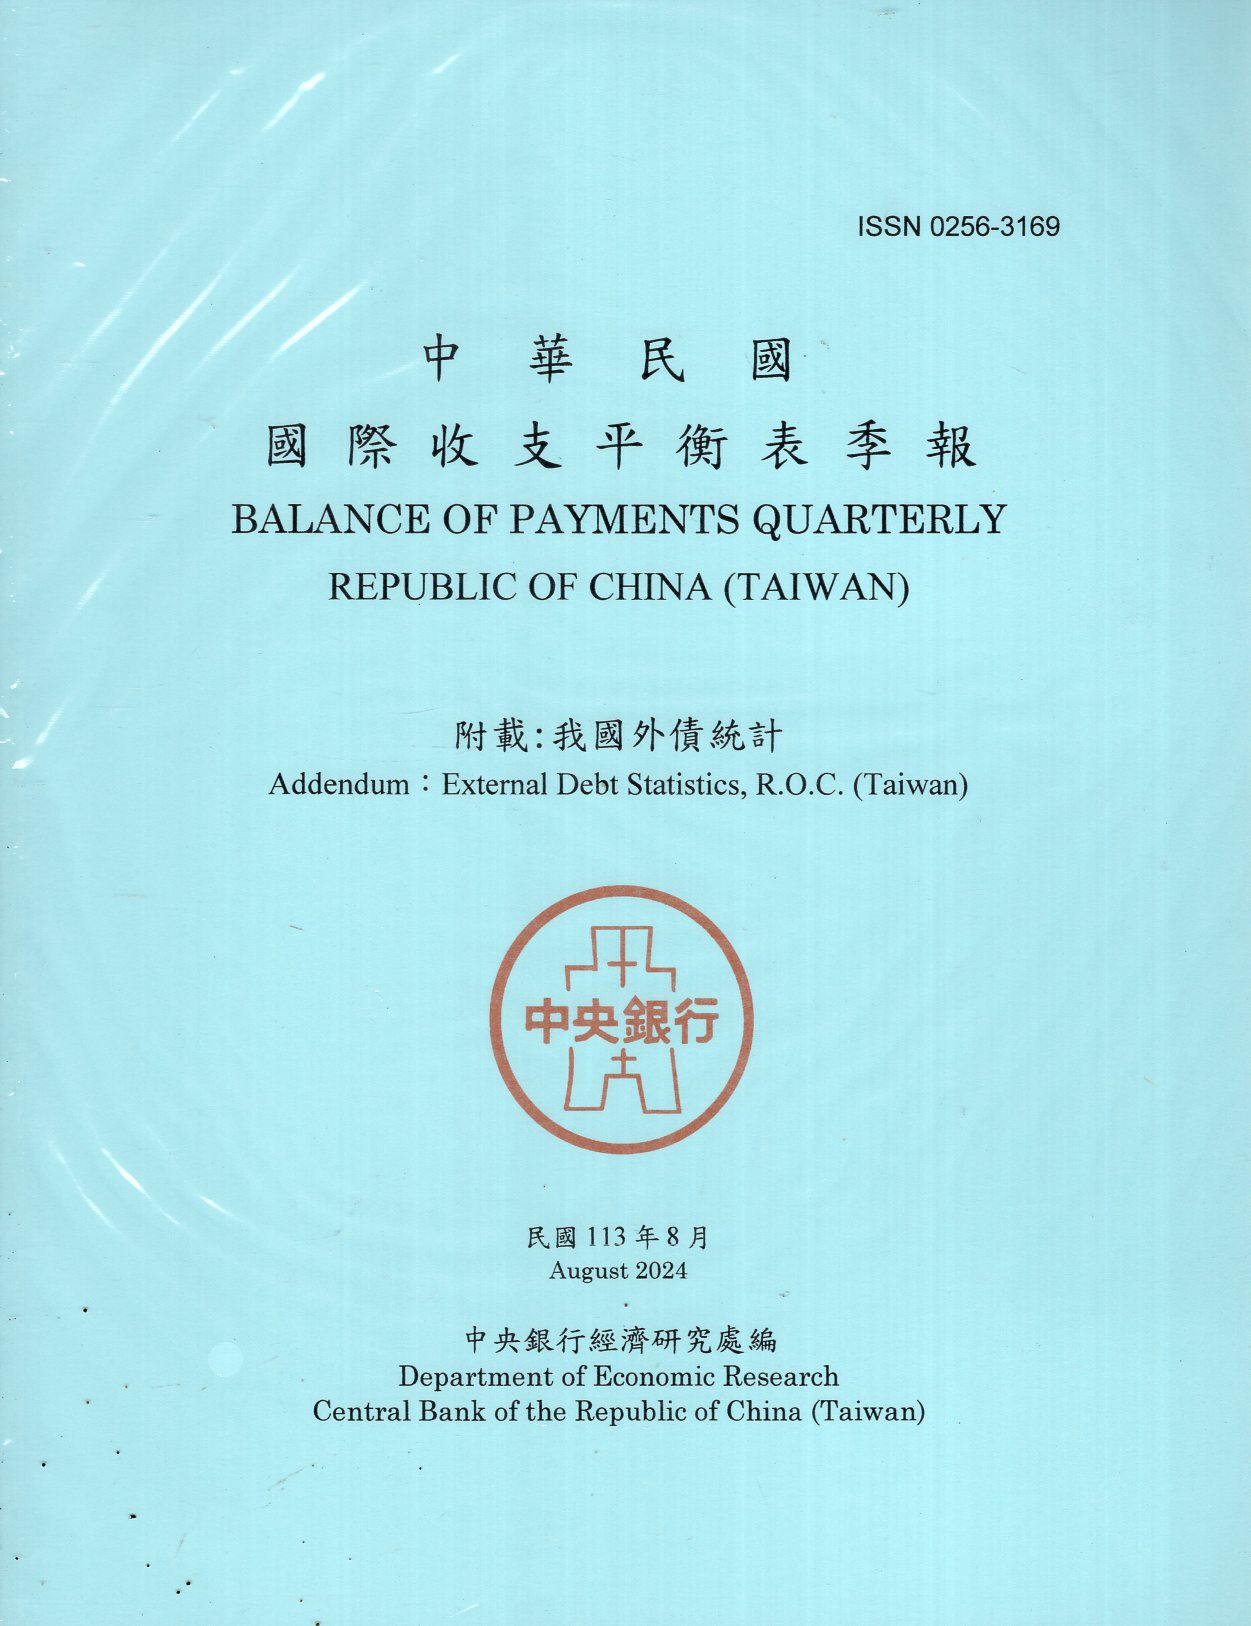 ISSN 0256-3169
中華民國
國際收支平衡表季報
BALANCE OF PAYMENTS QUARTERLY
REPUBLIC OF CHINA (TAIWAN)
附載:我國外債統計
Addendum：External Debt Statistics, R.O.C. (Taiwan)
中央銀行
民國 113 年 8 月
August 2024
中央銀行經濟研究處編
Department of Economic Research
Central Bank of the Republic of China (Taiwan)